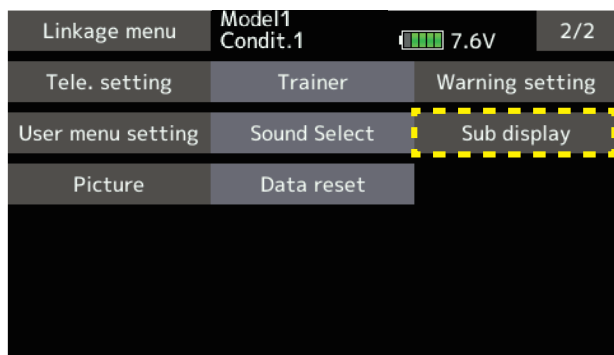 Linkage menu
Model1
Condit.1
7.6V
2/2
Tele. setting
Trainer
Warning setting
User menu setting
Sound Select
Sub display
Picture
Data reset